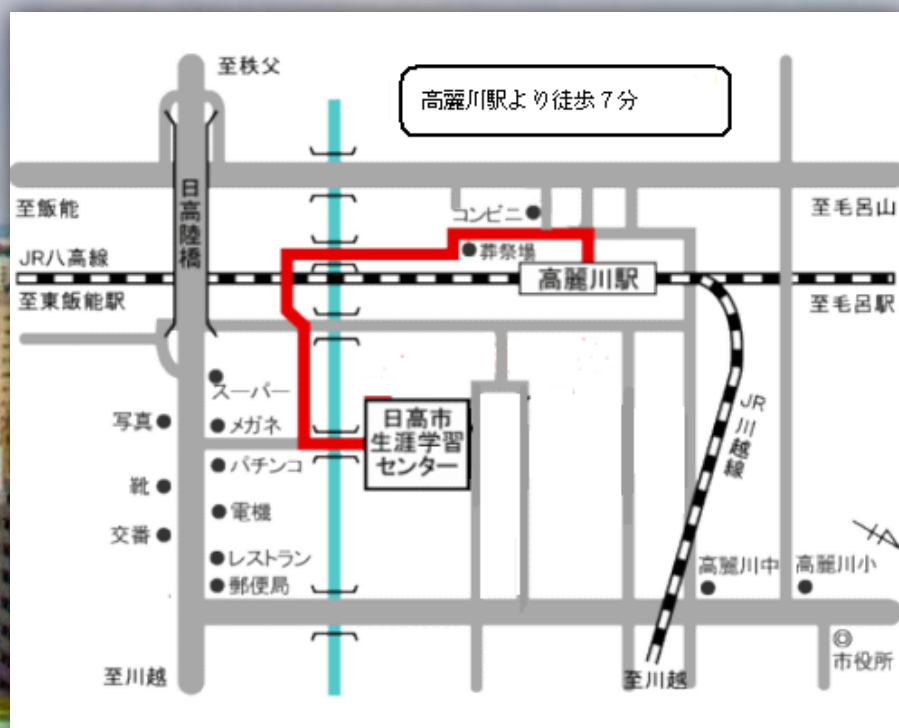 至秩父
高麗川駅より徒歩７分
日高陸橋
至飯能
コンビニ
至毛呂山
葬祭場
JR八高線
高麗川駅
至東飯能駅
至毛呂駅
スーパー
JR川越線
写真
メガネ
日高市
生涯学習
センター
パチンコ
靴
電機
交番
レストラン
高麗川中
高麗川小
郵便局
市役所
至川越
至川越